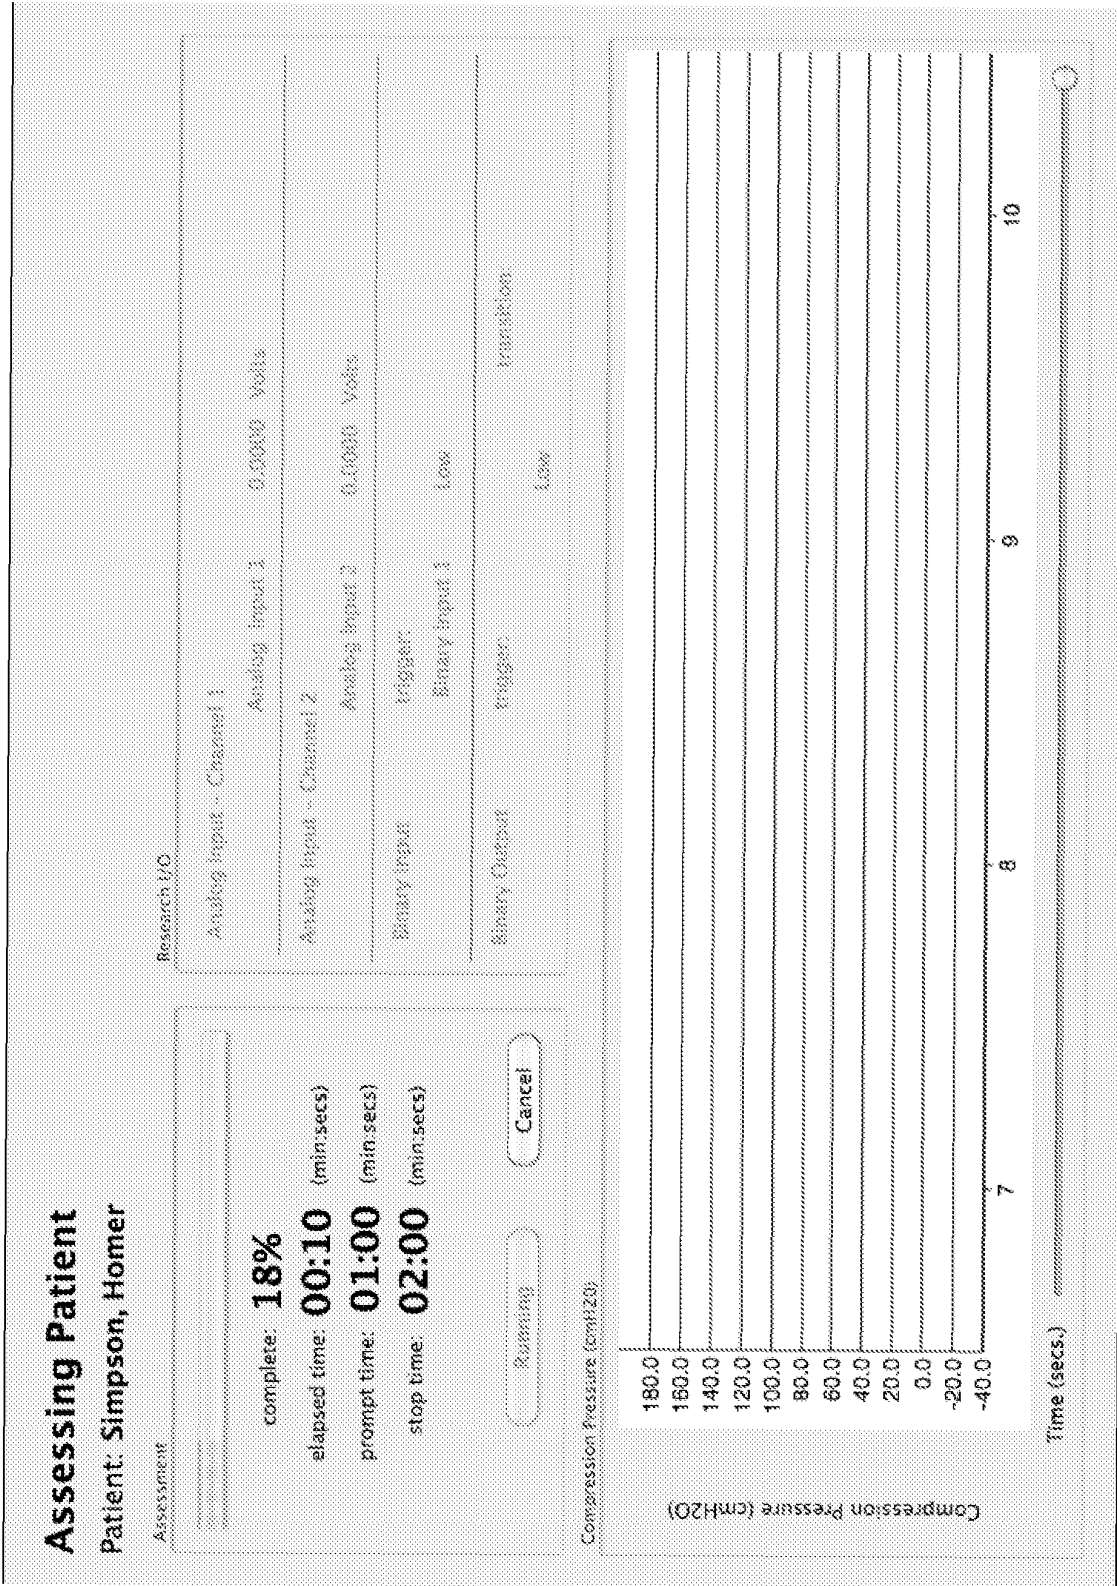 Assessing Patient
Patient: Simpson, Homer
Assessment
complete: 18%
elapsed time: 00:10 (min:secs)
prompt time: 01:00 (min:secs)
stop time: 02:00 (min:secs)
Running
Cancel
Research I/O
Analog Input - Channel 1
Analog Input 1 0.0000 Volts
Analog Input - Channel 2
Analog Input 2 0.0000 Volts
Binary Input trigger:
Binary Input 1 Low
Binary Output trigger: transition
Low
Compression Pressure (cmH20)
Compression Pressure (cmH2O)
180.0
160.0
140.0
120.0
100.0
80.0
60.0
40.0
20.0
0.0
-20.0
-40.0
7 8 9 10
Time (secs.)